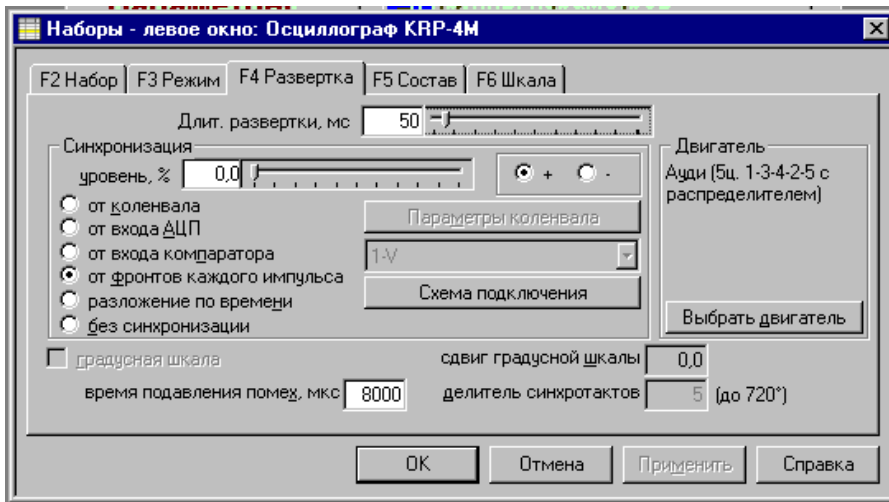 Наборы - левое окно: Осциллограф KRP-4M
F2 Набор F3 Режим F4 Развертка F5 Состав F6 Шкала
Длит. развертки, мс 50
Синхронизация
уровень, % 0,0 + -
от коленвала
от входа АЦП
от входа компаратора
от фронтов каждого импульса
разложение по времени
без синхронизации
Параметры коленвала
1-V
Схема подключения
Двигатель
Ауди (5ц. 1-3-4-2-5 с
распределителем)
Выбрать двигатель
градусная шкала
сдвиг градусной шкалы 0,0
время подавления помех, мкс 8000
делитель синхротактов 5 (до 720°)
OK Отмена Применить Справка